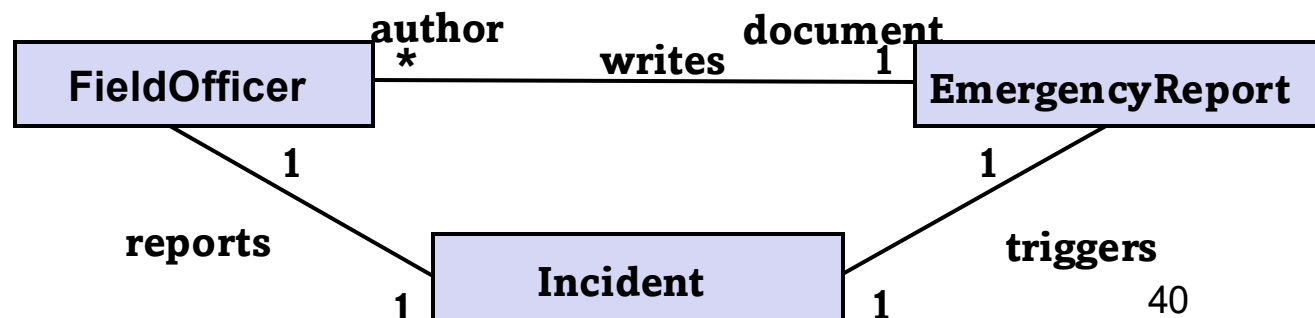 author
document
*
writes
1
FieldOfficer
EmergencyReport
1
1
reports
triggers
Incident
1
1
40